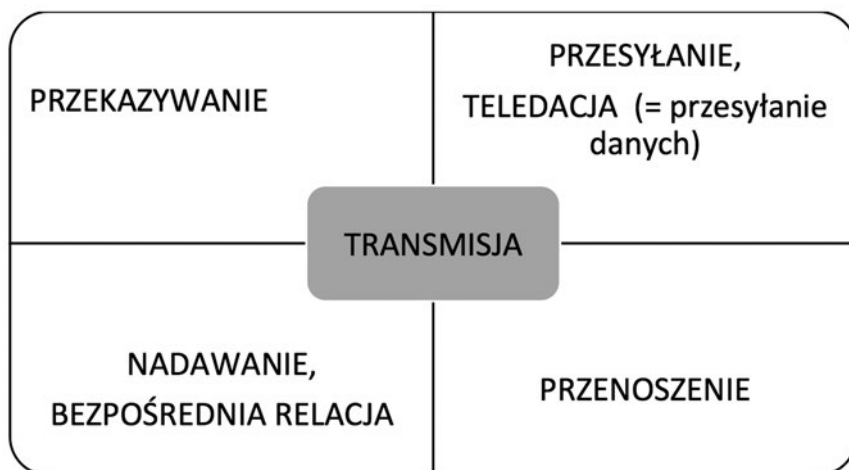 PRZEKAZYWANIE
PRZESYŁANIE,
TELEDACJA (= przesyłanie
danych)
TRANSMISJA
NADAWANIE,
BEZPOŚREDNIA RELACJA
PRZENOSZENIE